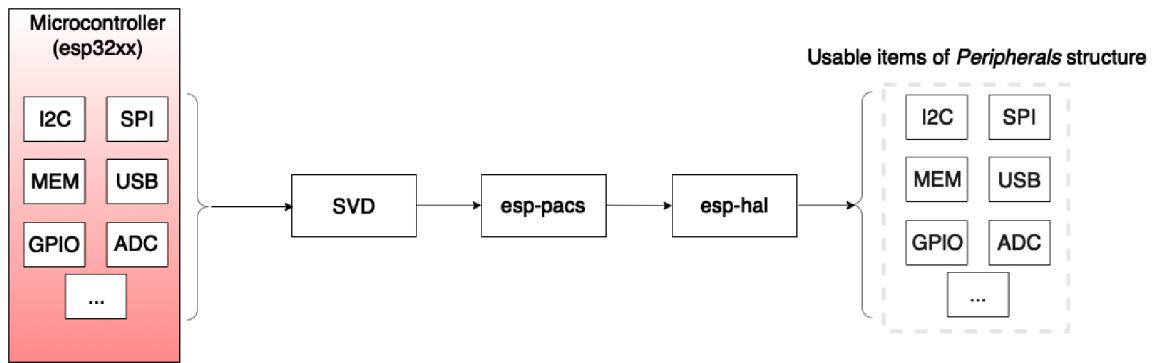 Microcontroller
(esp32xx)
I2C SPI
MEM USB
GPIO ADC
...
SVD
esp-pacs
esp-hal
Usable items of Peripherals structure
I2C SPI
MEM USB
GPIO ADC
...